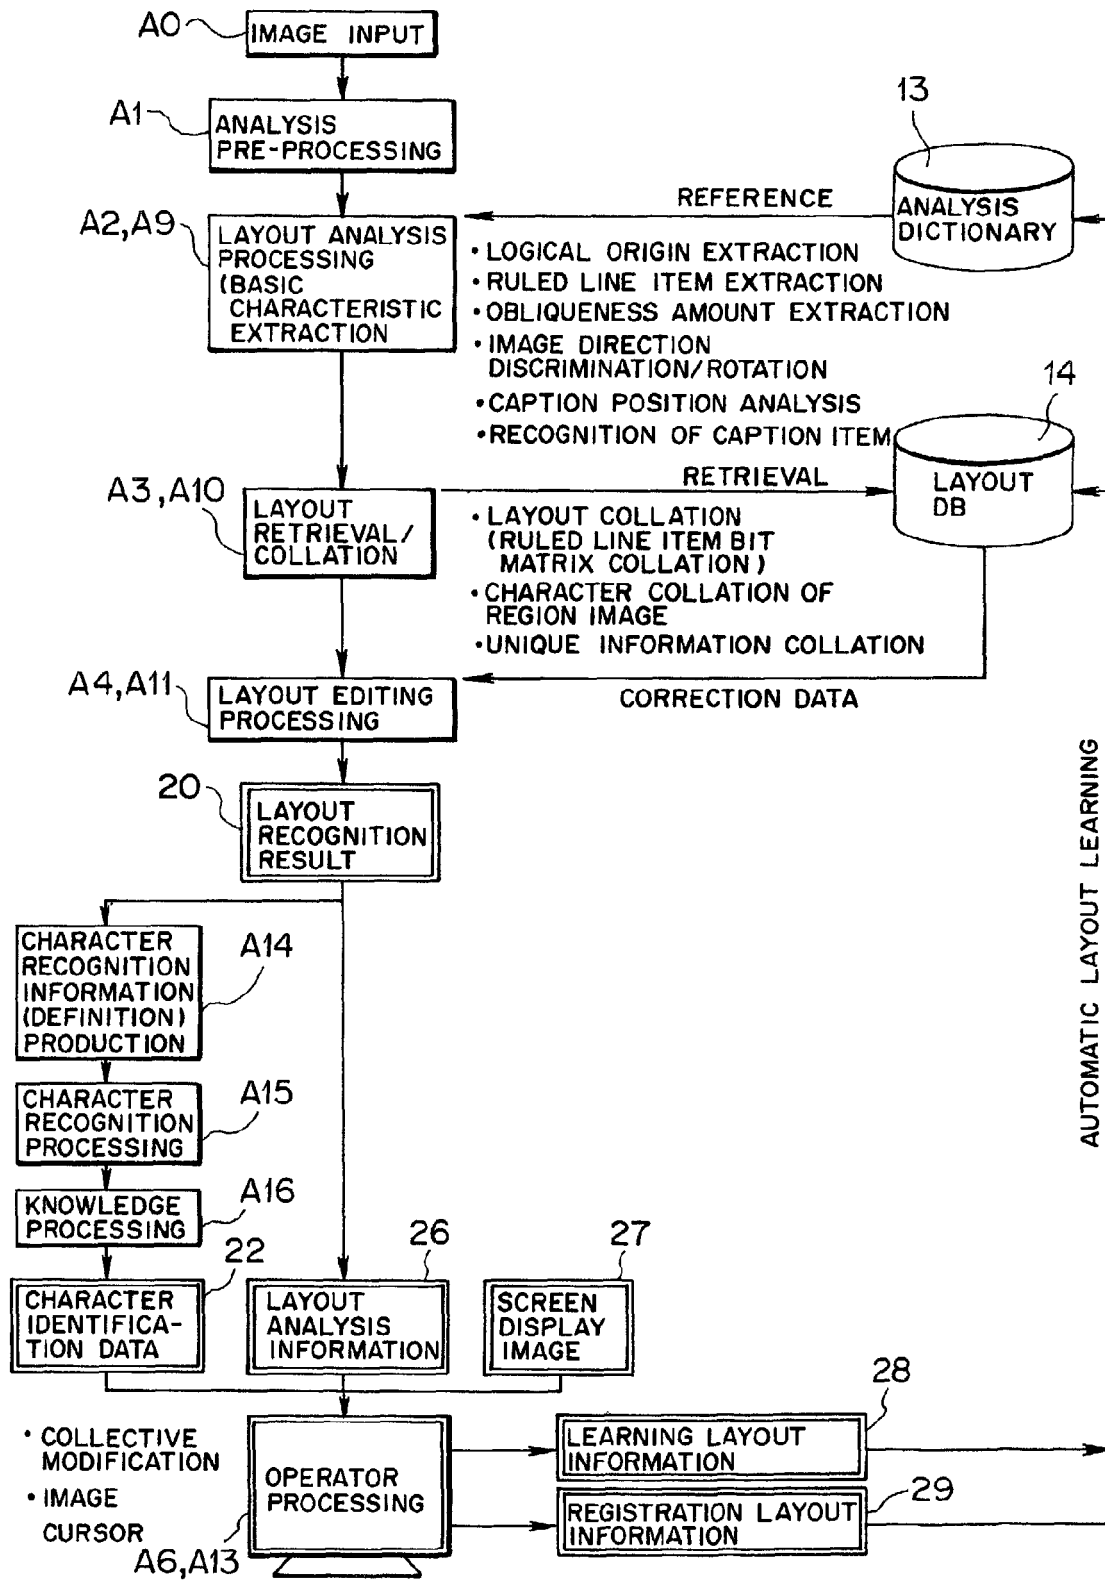 A0
IMAGE INPUT
A1
ANALYSIS
PRE-PROCESSING
13
ANALYSIS
DICTIONARY
REFERENCE
A2,A9
LAYOUT ANALYSIS
PROCESSING
(BASIC
CHARACTERISTIC
EXTRACTION
• LOGICAL ORIGIN EXTRACTION
• RULED LINE ITEM EXTRACTION
• OBLIQUENESS AMOUNT EXTRACTION
• IMAGE DIRECTION
DISCRIMINATION/ROTATION
• CAPTION POSITION ANALYSIS
• RECOGNITION OF CAPTION ITEM
14
LAYOUT
DB
RETRIEVAL
A3,A10
LAYOUT
RETRIEVAL/
COLLATION
• LAYOUT COLLATION
(RULED LINE ITEM BIT
MATRIX COLLATION)
• CHARACTER COLLATION OF
REGION IMAGE
• UNIQUE INFORMATION COLLATION
CORRECTION DATA
A4,A11
LAYOUT EDITING
PROCESSING
20
LAYOUT
RECOGNITION
RESULT
AUTOMATIC LAYOUT LEARNING
CHARACTER
RECOGNITION
INFORMATION
(DEFINITION)
PRODUCTION
A14
CHARACTER
RECOGNITION
PROCESSING
A15
KNOWLEDGE
PROCESSING
A16
22
CHARACTER
IDENTIFICA-
TION DATA
26
LAYOUT
ANALYSIS
INFORMATION
27
SCREEN
DISPLAY
IMAGE
• COLLECTIVE
MODIFICATION
• IMAGE
CURSOR
OPERATOR
PROCESSING
A6,A13
28
LEARNING LAYOUT
INFORMATION
29
REGISTRATION LAYOUT
INFORMATION